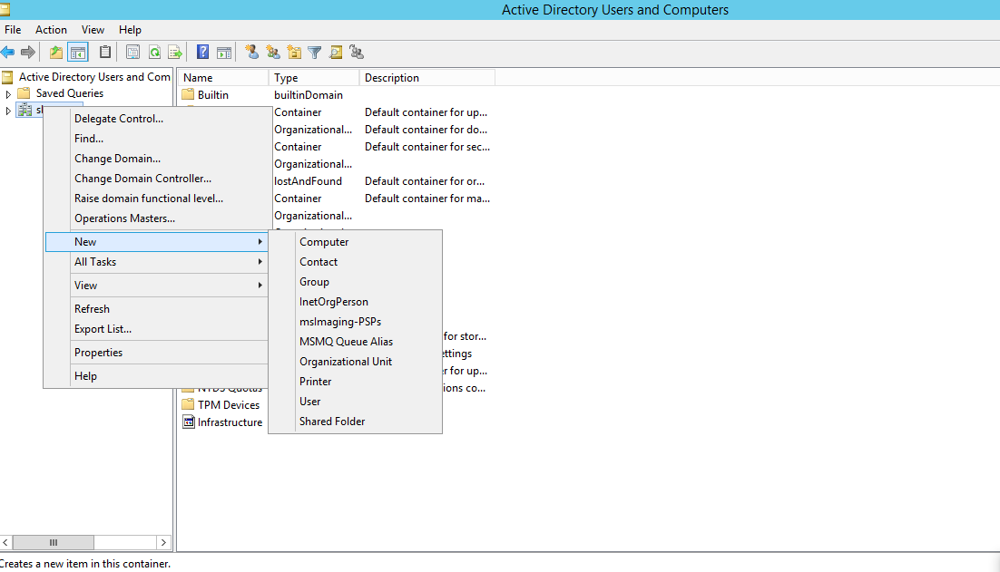 Active Directory Users and Computers
File Action View Help
Active Directory Users and Com
Saved Queries
Name Type Description
Builtin builtinDomain
Container Default container for up...
Organizational... Default container for do...
Container Default container for sec...
Organizational...
lostAndFound Default container for or...
Container Default container for ma...
Organizational...
for stor...
ettings
er for up...
ions co...
NTDS Quotas
TPM Devices
Infrastructure
Delegate Control...
Find...
Change Domain...
Change Domain Controller...
Raise domain functional level...
Operations Masters...
New
All Tasks
View
Refresh
Export List...
Properties
Help
Computer
Contact
Group
InetOrgPerson
msImaging-PSPs
MSMQ Queue Alias
Organizational Unit
Printer
User
Shared Folder
Creates a new item in this container.